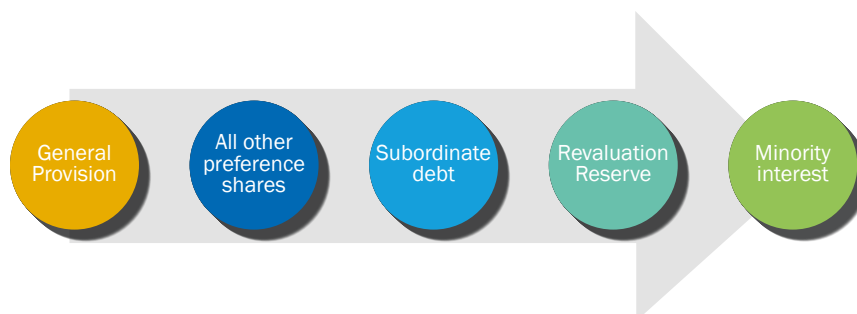 General
Provision
All other
preference
shares
Subordinate
debt
Revaluation
Reserve
Minority
interest